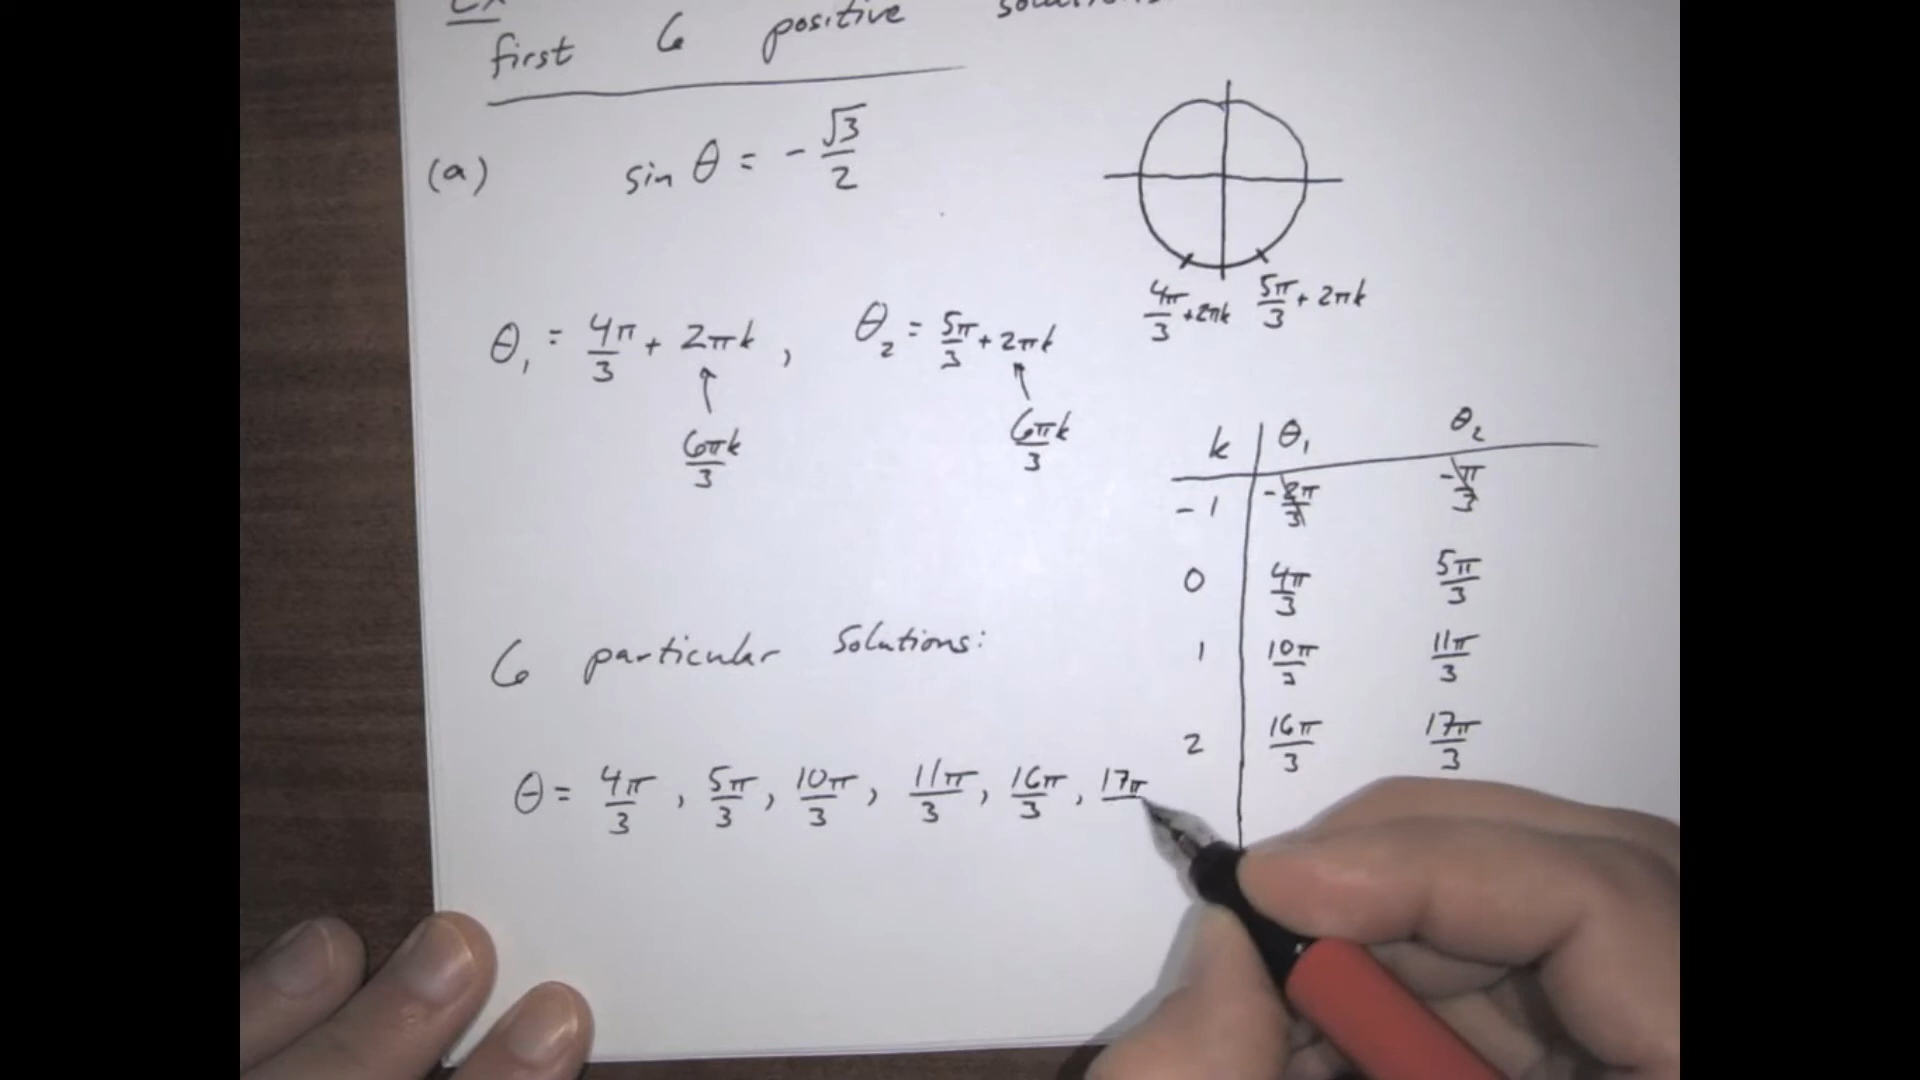 Ex
first 6 positive solutions.
(a) sin θ = - √3/2
4π/3 + 2πk 5π/3 + 2πk
θ₁ = 4π/3 + 2πk , θ₂ = 5π/3 + 2πk
6πk/3 6πk/3
k θ₁ θ₂
-1 -2π/3 -π/3
0 4π/3 5π/3
1 10π/3 11π/3
2 16π/3 17π/3
6 particular solutions:
θ = 4π/3 , 5π/3 , 10π/3 , 11π/3 , 16π/3 , 17π